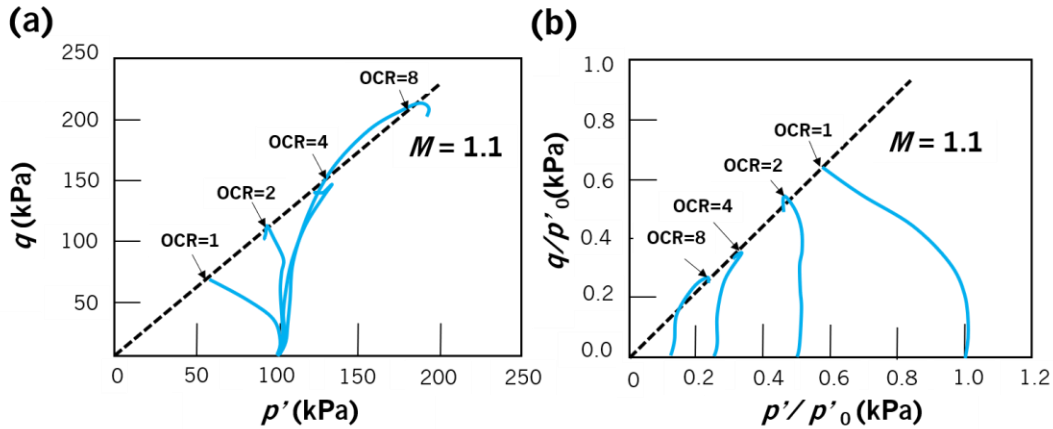 (a)
250
200
150
100
50
q (kPa)
OCR=8
OCR=4
OCR=2
OCR=1
M = 1.1
0
50
100
150
200
250
p' (kPa)
(b)
1.0
0.8
0.6
0.4
0.2
0.0
q/p'₀(kPa)
OCR=1
OCR=2
OCR=4
OCR=8
M = 1.1
0
0.2
0.4
0.6
0.8
1.0
1.2
p'/ p'₀ (kPa)